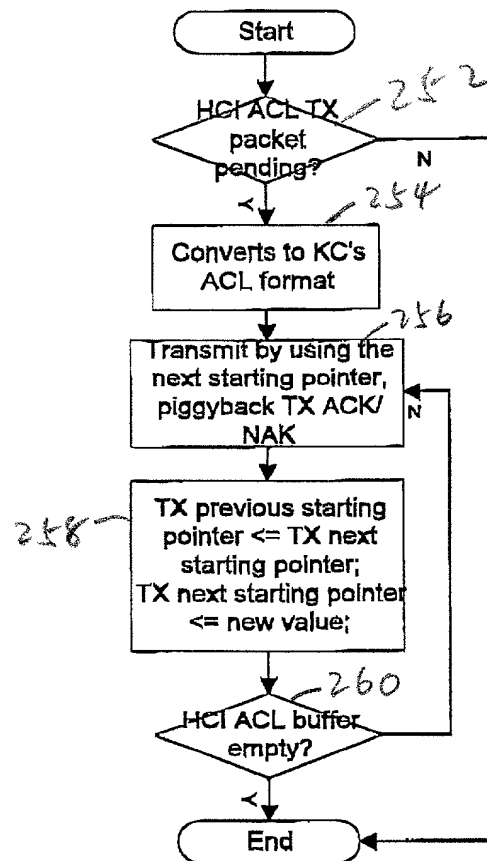 Start
HCI ACL TX
packet
pending?
252
N
Y
254
Converts to KC's
ACL format
256
Transmit by using the
next starting pointer,
piggyback TX ACK/
NAK
N
258
TX previous starting
pointer <= TX next
starting pointer;
TX next starting pointer
<= new value;
260
HCI ACL buffer
empty?
Y
End